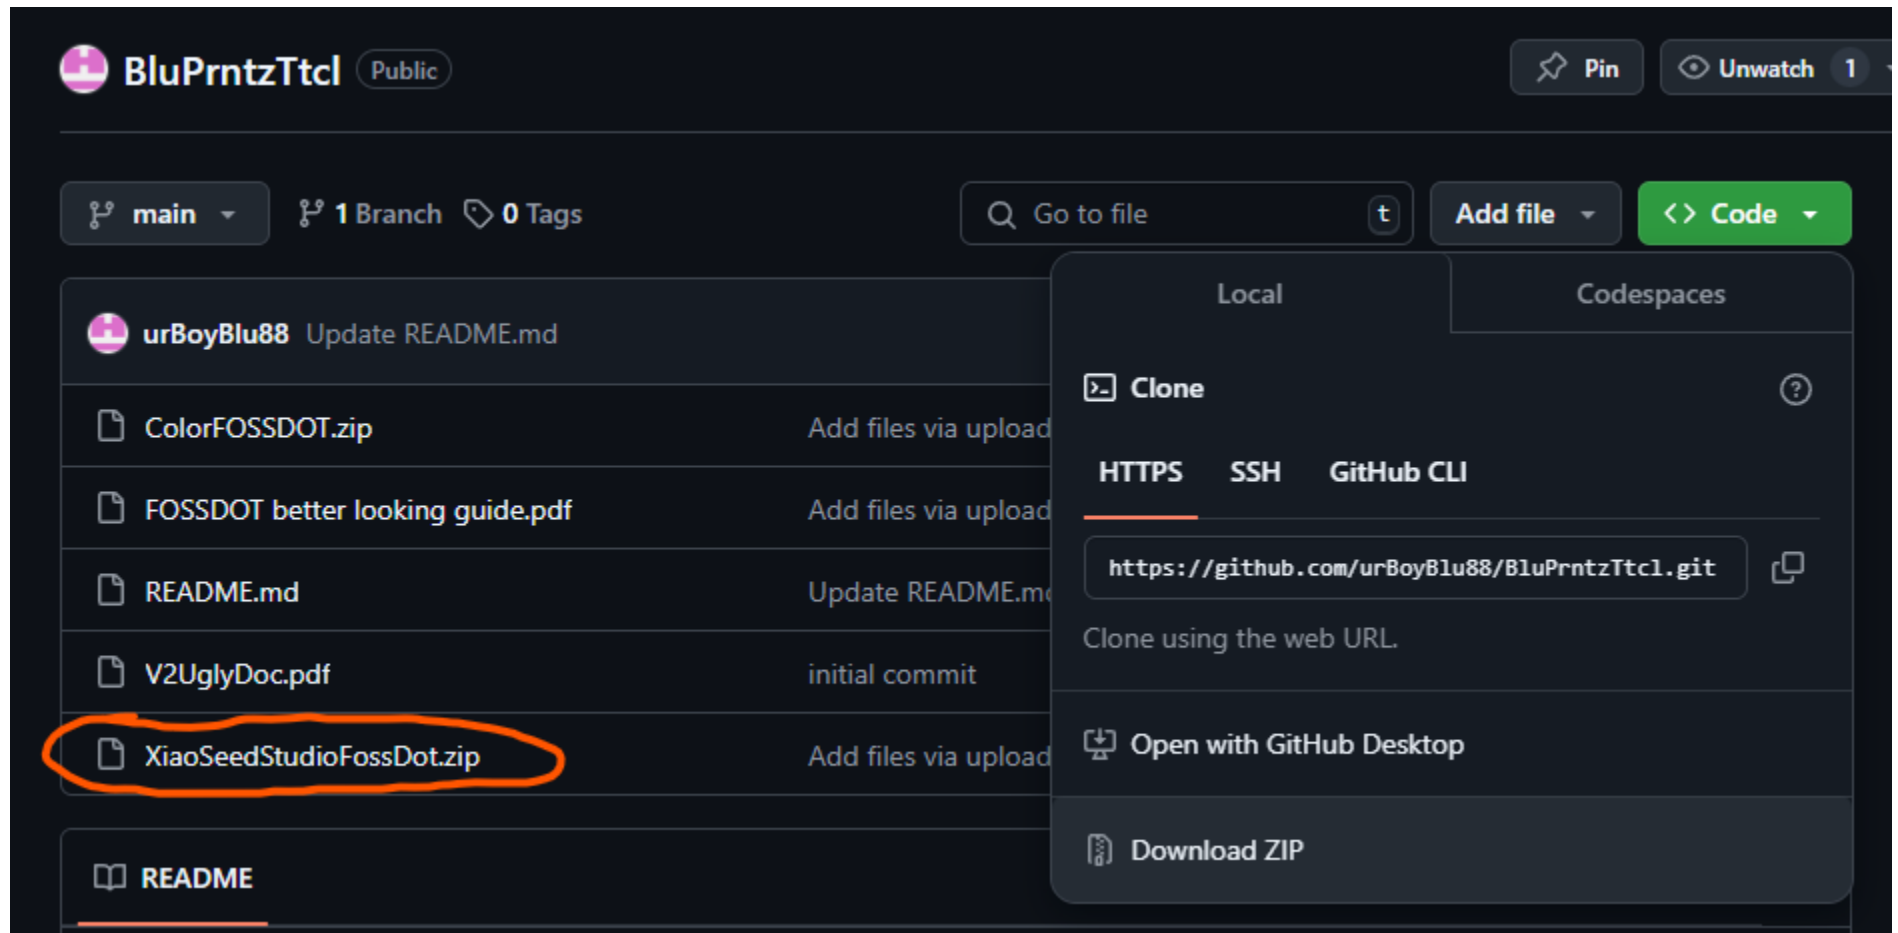 BluPrntzTtcl Public Pin Unwatch 1
main 1 Branch 0 Tags Go to file t Add file <> Code
Local Codespaces
urBoyBlu88 Update README.md
Clone
ColorFOSSDOT.zip Add files via upload
HTTPS SSH GitHub CLI
FOSSDOT better looking guide.pdf Add files via upload
https://github.com/urBoyBlu88/BluPrntzTtcl.git
README.md Update README.md
Clone using the web URL.
V2UglyDoc.pdf initial commit
Open with GitHub Desktop
XiaoSeedStudioFossDot.zip Add files via upload
Download ZIP
README